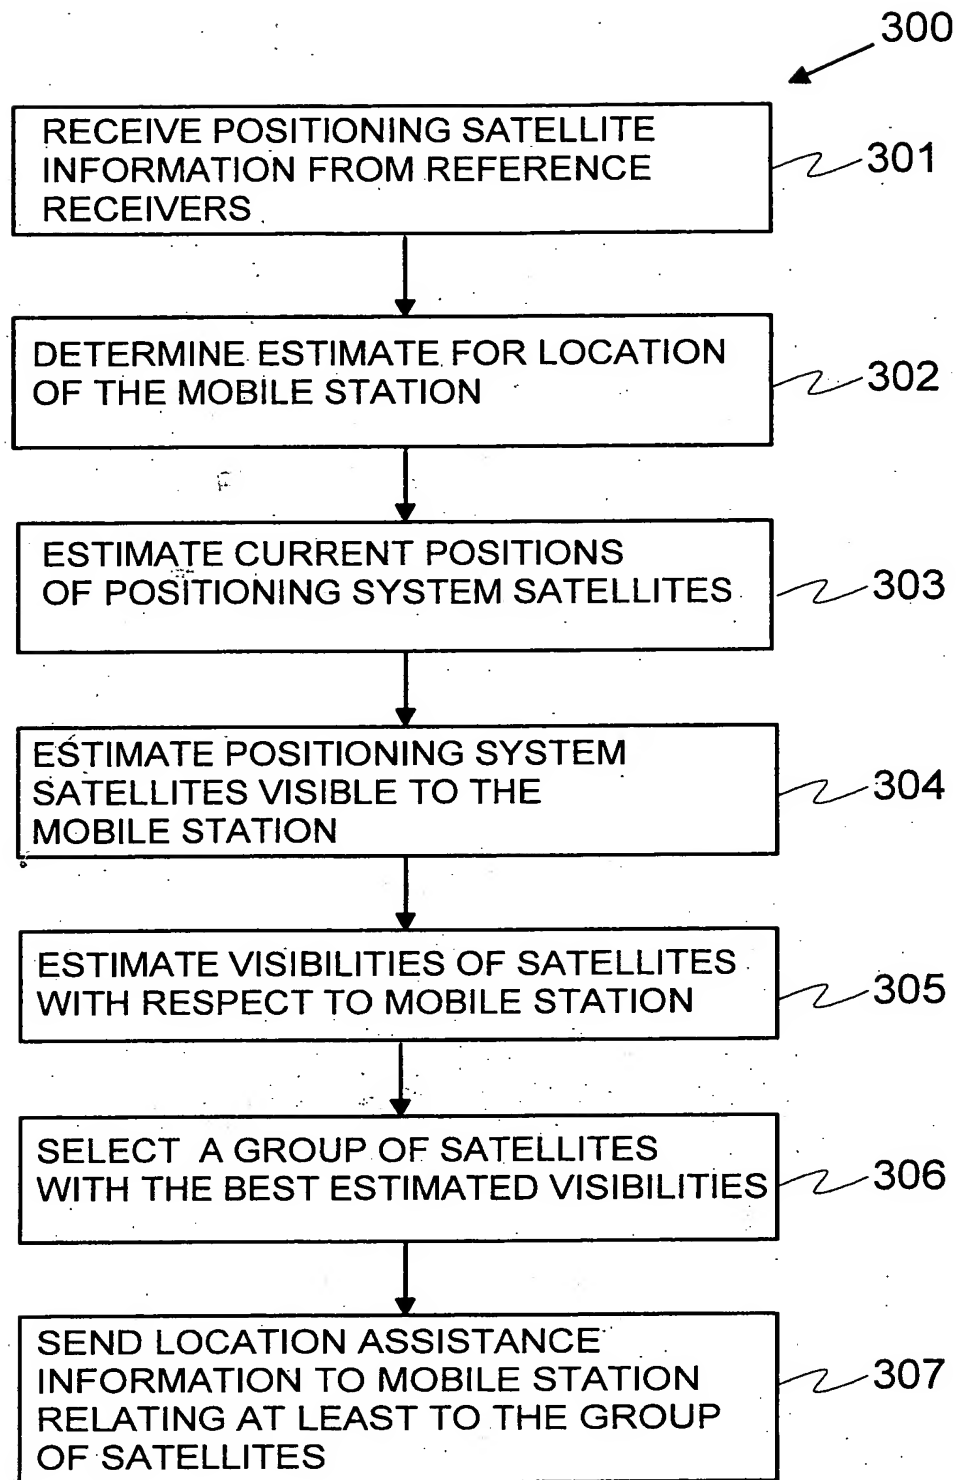 300
RECEIVE POSITIONING SATELLITE
INFORMATION FROM REFERENCE
RECEIVERS
301
DETERMINE ESTIMATE FOR LOCATION
OF THE MOBILE STATION
302
ESTIMATE CURRENT POSITIONS
OF POSITIONING SYSTEM SATELLITES
303
ESTIMATE POSITIONING SYSTEM
SATELLITES VISIBLE TO THE
MOBILE STATION
304
ESTIMATE VISIBILITIES OF SATELLITES
WITH RESPECT TO MOBILE STATION
305
SELECT A GROUP OF SATELLITES
WITH THE BEST ESTIMATED VISIBILITIES
306
SEND LOCATION ASSISTANCE
INFORMATION TO MOBILE STATION
RELATING AT LEAST TO THE GROUP
OF SATELLITES
307